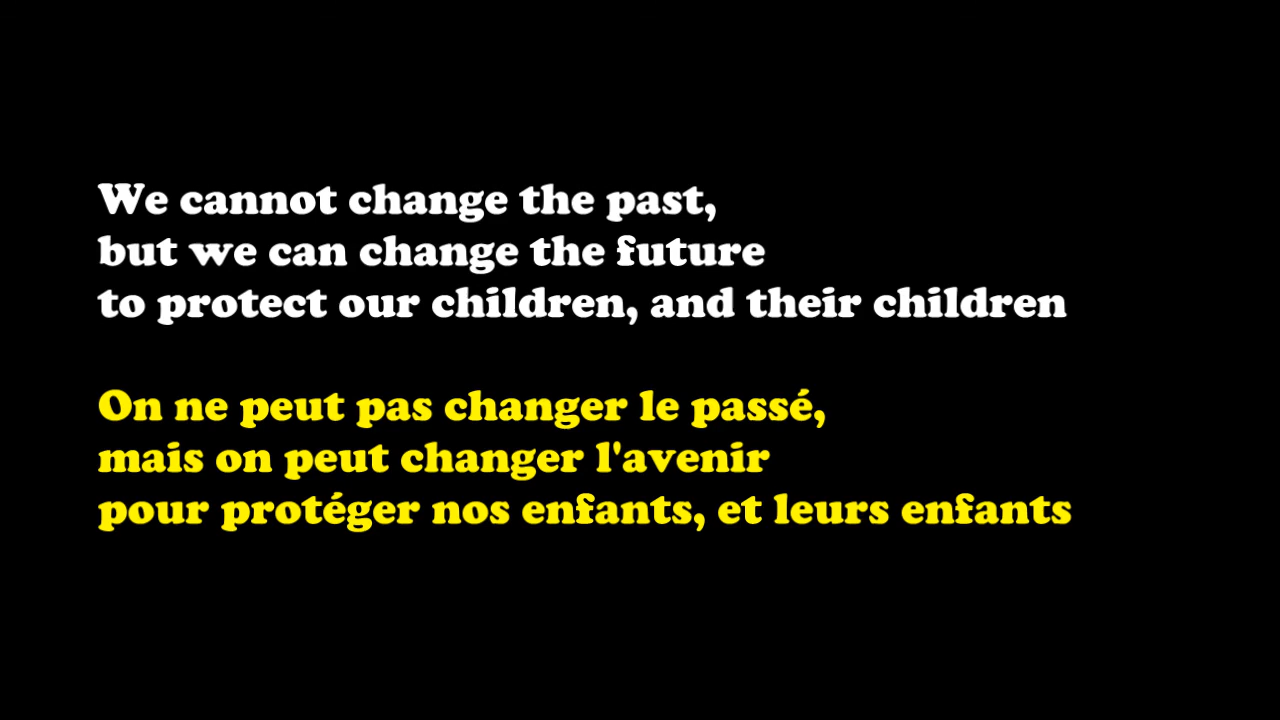 We cannot change the past,
but we can change the future
to protect our children, and their children
On ne peut pas changer le passé,
mais on peut changer l'avenir
pour protéger nos enfants, et leurs enfants